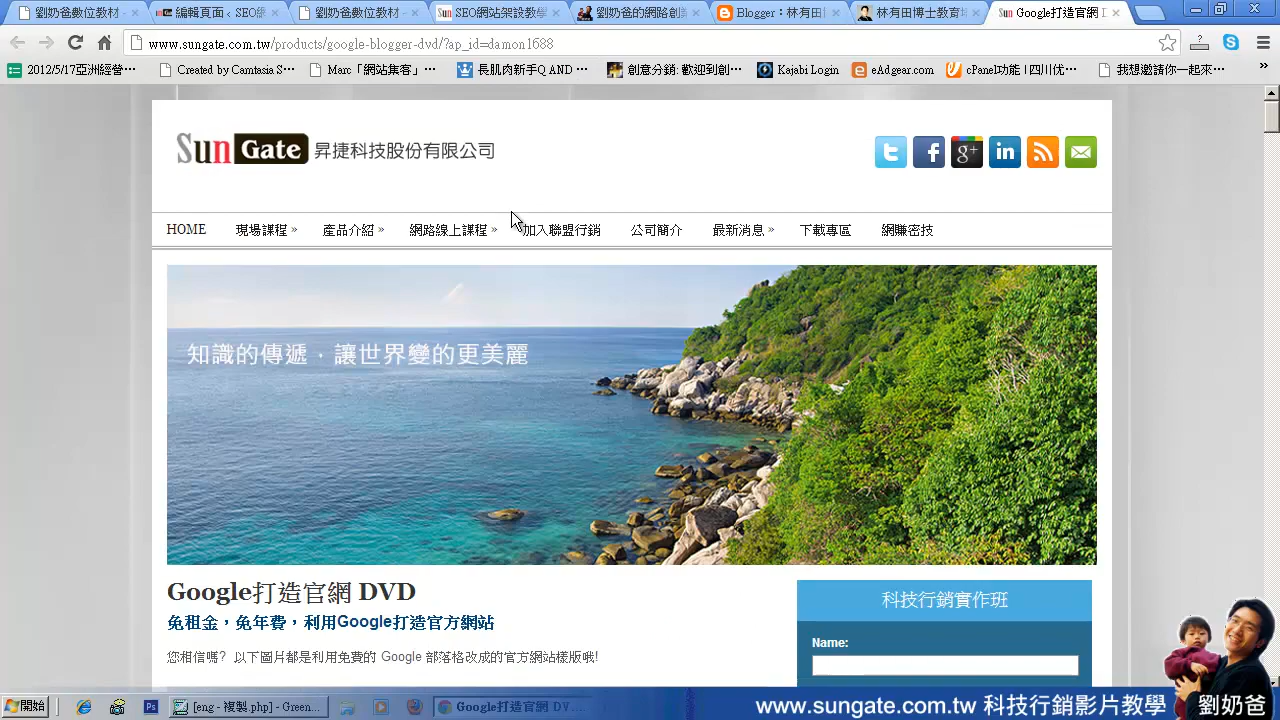 劉奶爸數位教材 -
編輯頁面 ‹ SEO網
劉奶爸數位教材 -
SEO網站架設教學
劉奶爸的網路創
Blogger：林有田
林有田博士教育培
Google打造官網 D
www.sungate.com.tw/products/google-blogger-dvd/?ap_id=demon1688
2012/5/17亞洲經營…
Created by Camtasia S…
Mepo「網站集客」…
長肌肉新手Q AND …
創意分銷: 歡迎到創…
Kajabi Login
eAdgear.com
cPanel功能 | 四川优…
我想邀請你一起來…
»
Sun Gate 昇捷科技股份有限公司
HOME 現場課程 » 產品介紹 » 網路線上課程 » 加入聯盟行銷 公司簡介 最新消息 » 下載專區 網賺密技
知識的傳遞，讓世界變的更美麗
Google打造官網 DVD
免租金，免年費，利用Google打造官方網站
您相信嗎? 以下圖片都是利用免費的 Google 部落格改成的官方網站樣版哦!
科技行銷實作班
Name:
開始
[eng - 複製.php] - Green…
Google打造官網 DV…
www.sungate.com.tw 科技行銷影片教學 劉奶爸